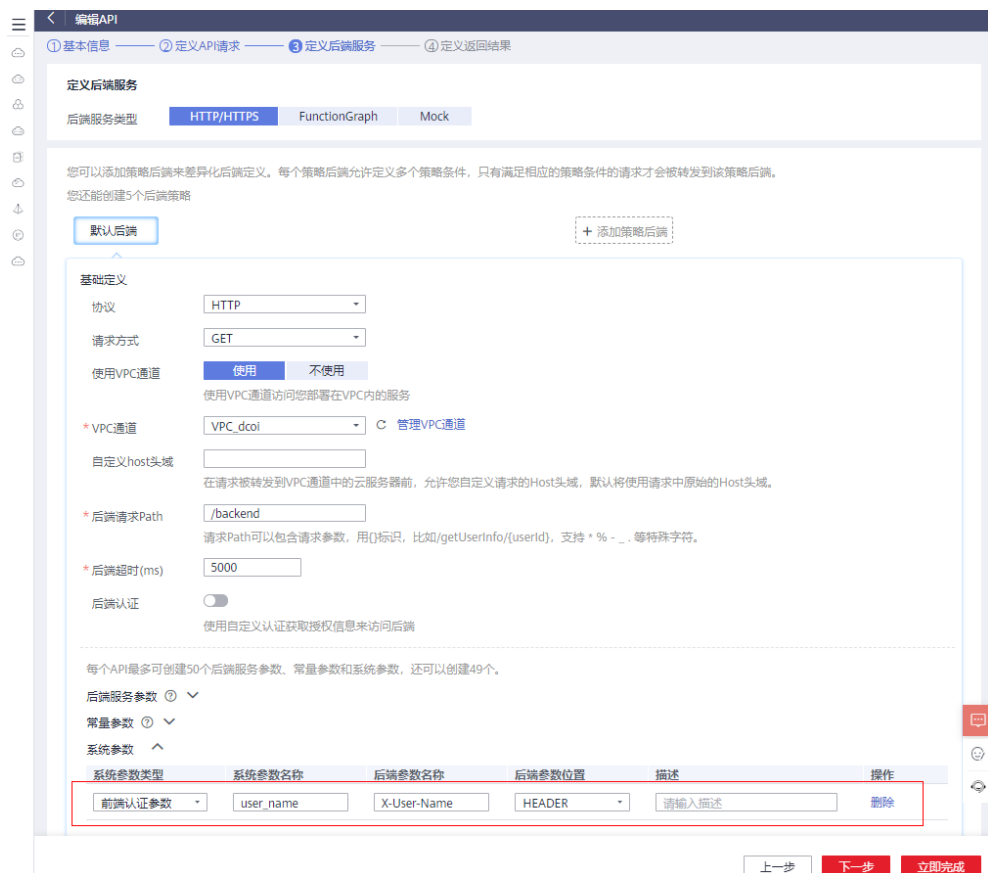 编辑API
①基本信息 ②定义API请求 ③定义后端服务 ④定义返回结果
定义后端服务
后端服务类型 HTTP/HTTPS FunctionGraph Mock
您可以添加策略后端来差异化后端定义。每个策略后端允许定义多个策略条件，只有满足相应的策略条件的请求才会被转发到该策略后端。
您还能创建5个后端策略
默认后端 + 添加策略后端
基础定义
协议 HTTP
请求方式 GET
使用VPC通道 使用 不使用
使用VPC通道访问您部署在VPC内的服务
* VPC通道 VPC_dcoi 管理VPC通道
自定义host头域
在请求被转发到VPC通道中的云服务器前，允许您自定义请求的Host头域，默认将使用请求中原始的Host头域。
* 后端请求Path /backend
请求Path可以包含请求参数，用{}标识，比如/getUserInfo/{userId}，支持 * % - _ . 等特殊字符。
* 后端超时(ms) 5000
后端认证
使用自定义认证获取授权信息来访问后端
每个API最多可创建50个后端服务参数、常量参数和系统参数，还可以创建49个。
后端服务参数 ?
常量参数 ?
系统参数
系统参数类型 系统参数名称 后端参数名称 后端参数位置 描述 操作
前端认证参数 user_name X-User-Name HEADER 请输入描述 删除
上一步 下一步 立即完成